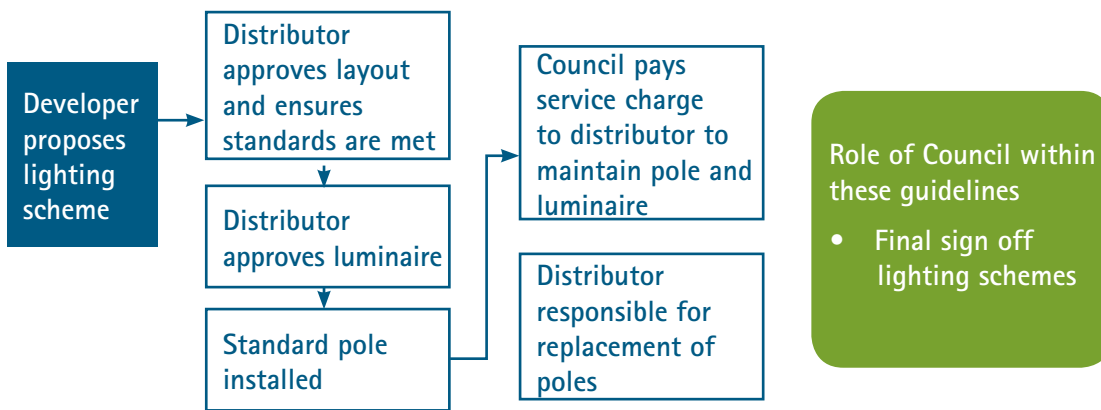 Developer
proposes
lighting
scheme
Distributor
approves layout
and ensures
standards are met
Distributor
approves luminaire
Standard pole
installed
Council pays
service charge
to distributor to
maintain pole and
luminaire
Distributor
responsible for
replacement of
poles
Role of Council within
these guidelines
• Final sign off
lighting schemes